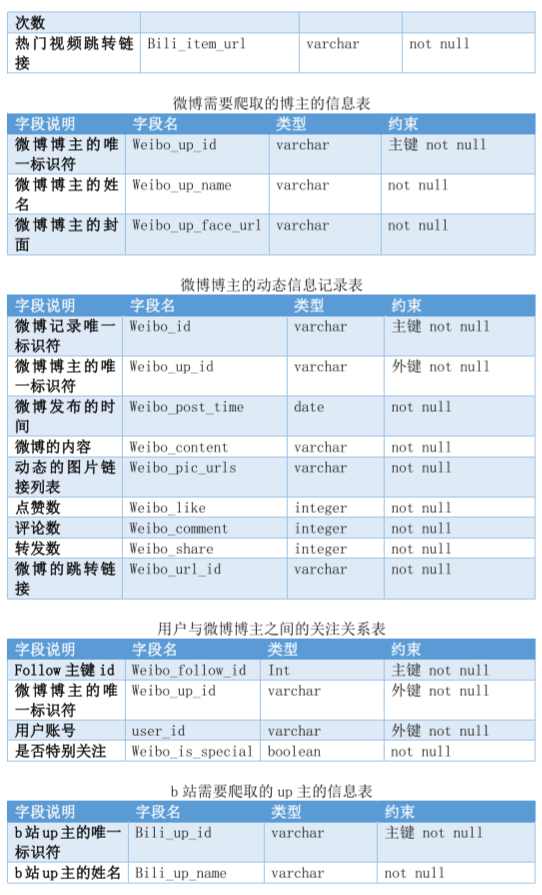 次数
热门视频跳转链 Bili_item_url varchar not null
接
微博需要爬取的博主的信息表
字段说明 字段名 类型 约束
微博博主的唯 Weibo_up_id varchar 主键 not null
一标识符
微博博主的姓 Weibo_up_name varchar not null
名
微博博主的封 Weibo_up_face_url varchar not null
面
微博博主的动态信息记录表
字段说明 字段名 类型 约束
微博记录唯一 Weibo_id varchar 主键 not null
标识符
微博博主的唯 Weibo_up_id varchar 外键 not null
一标识符
微博发布的时 Weibo_post_time date not null
间
微博的内容 Weibo_content varchar not null
动态的图片链 Weibo_pic_urls varchar not null
接列表
点赞数 Weibo_like integer not null
评论数 Weibo_comment integer not null
转发数 Weibo_share integer not null
微博的跳转链 Weibo_url_id varchar not null
接
用户与微博博主之间的关注关系表
字段说明 字段名 类型 约束
Follow主键id Weibo_follow_id Int 主键 not null
微博博主的唯 Weibo_up_id varchar 外键 not null
一标识符
用户账号 user_id varchar 外键 not null
是否特别关注 Weibo_is_special boolean not null
b站需要爬取的up主的信息表
字段说明 字段名 类型 约束
b站up主的唯一 Bili_up_id varchar 主键 not null
标识符
b站up主的姓名 Bili_up_name varchar not null